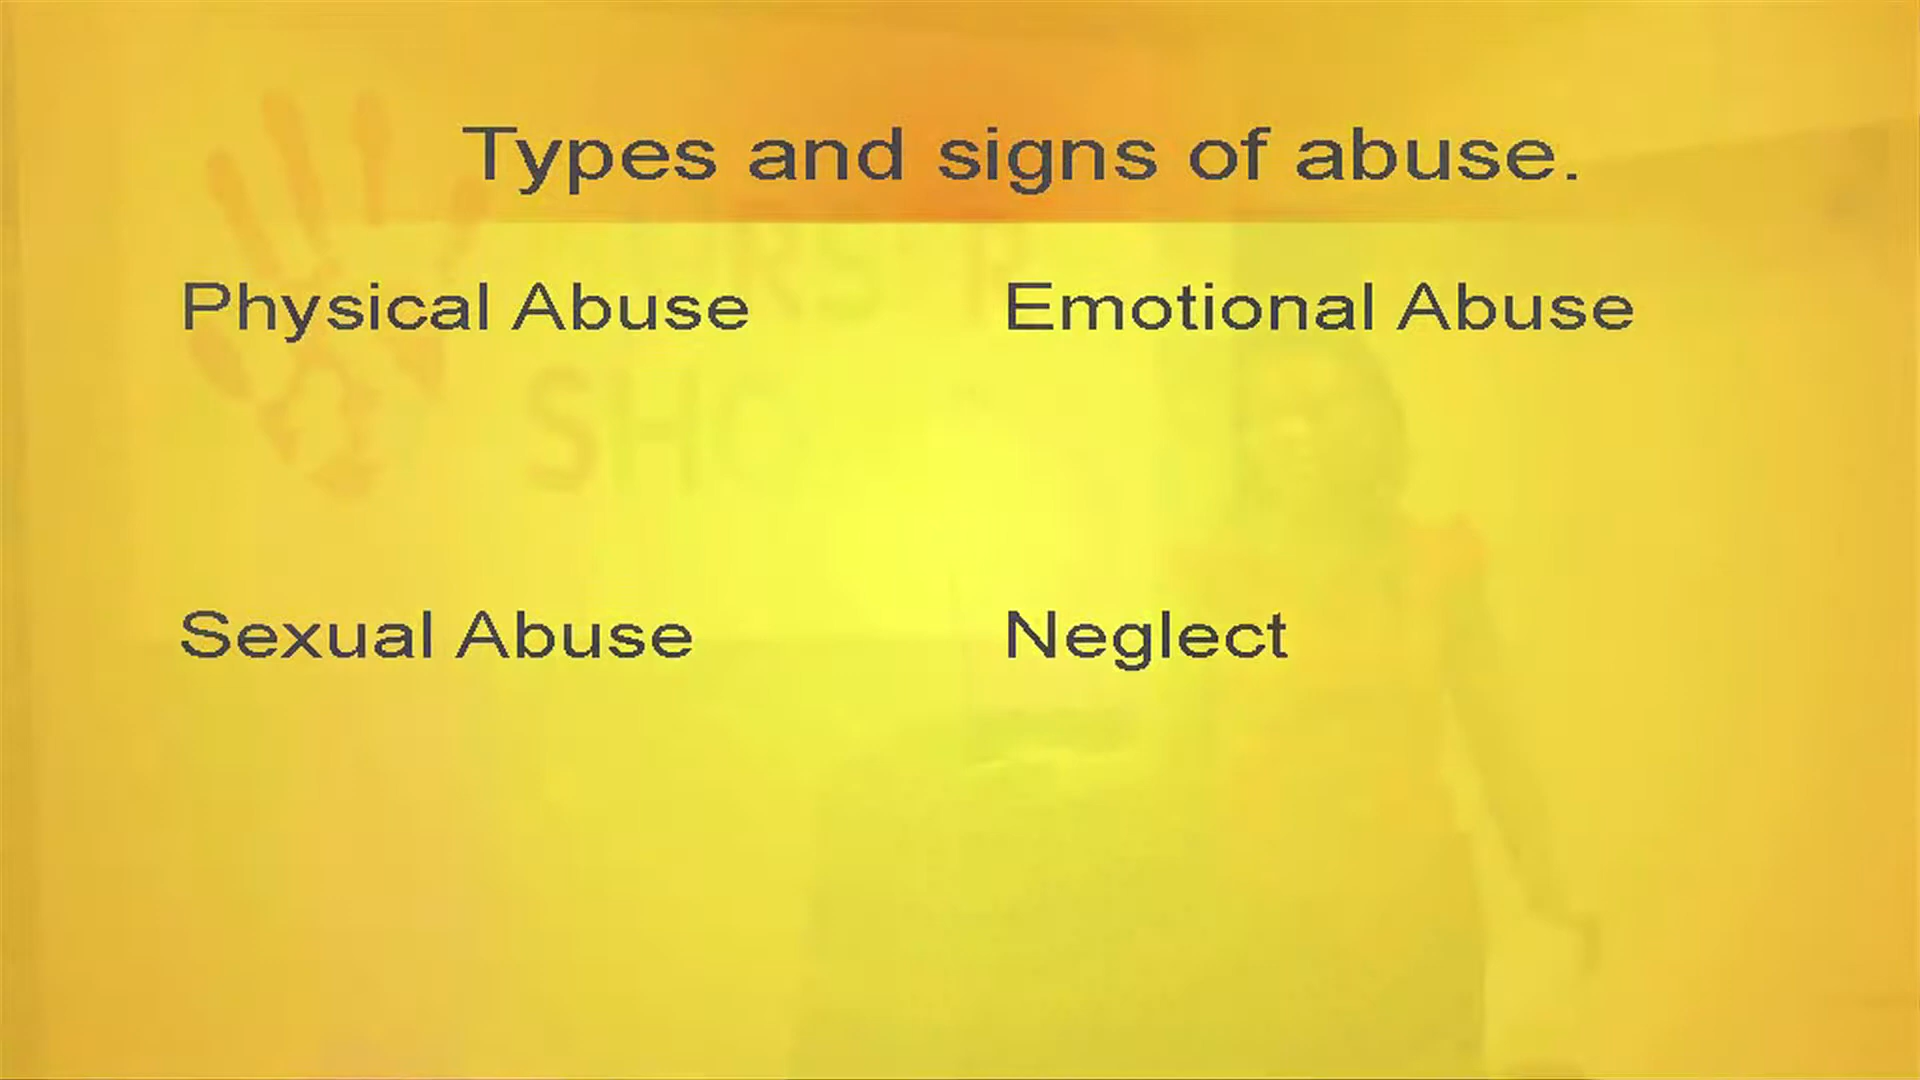 Types and signs of abuse.
Physical Abuse
Emotional Abuse
Sexual Abuse
Neglect